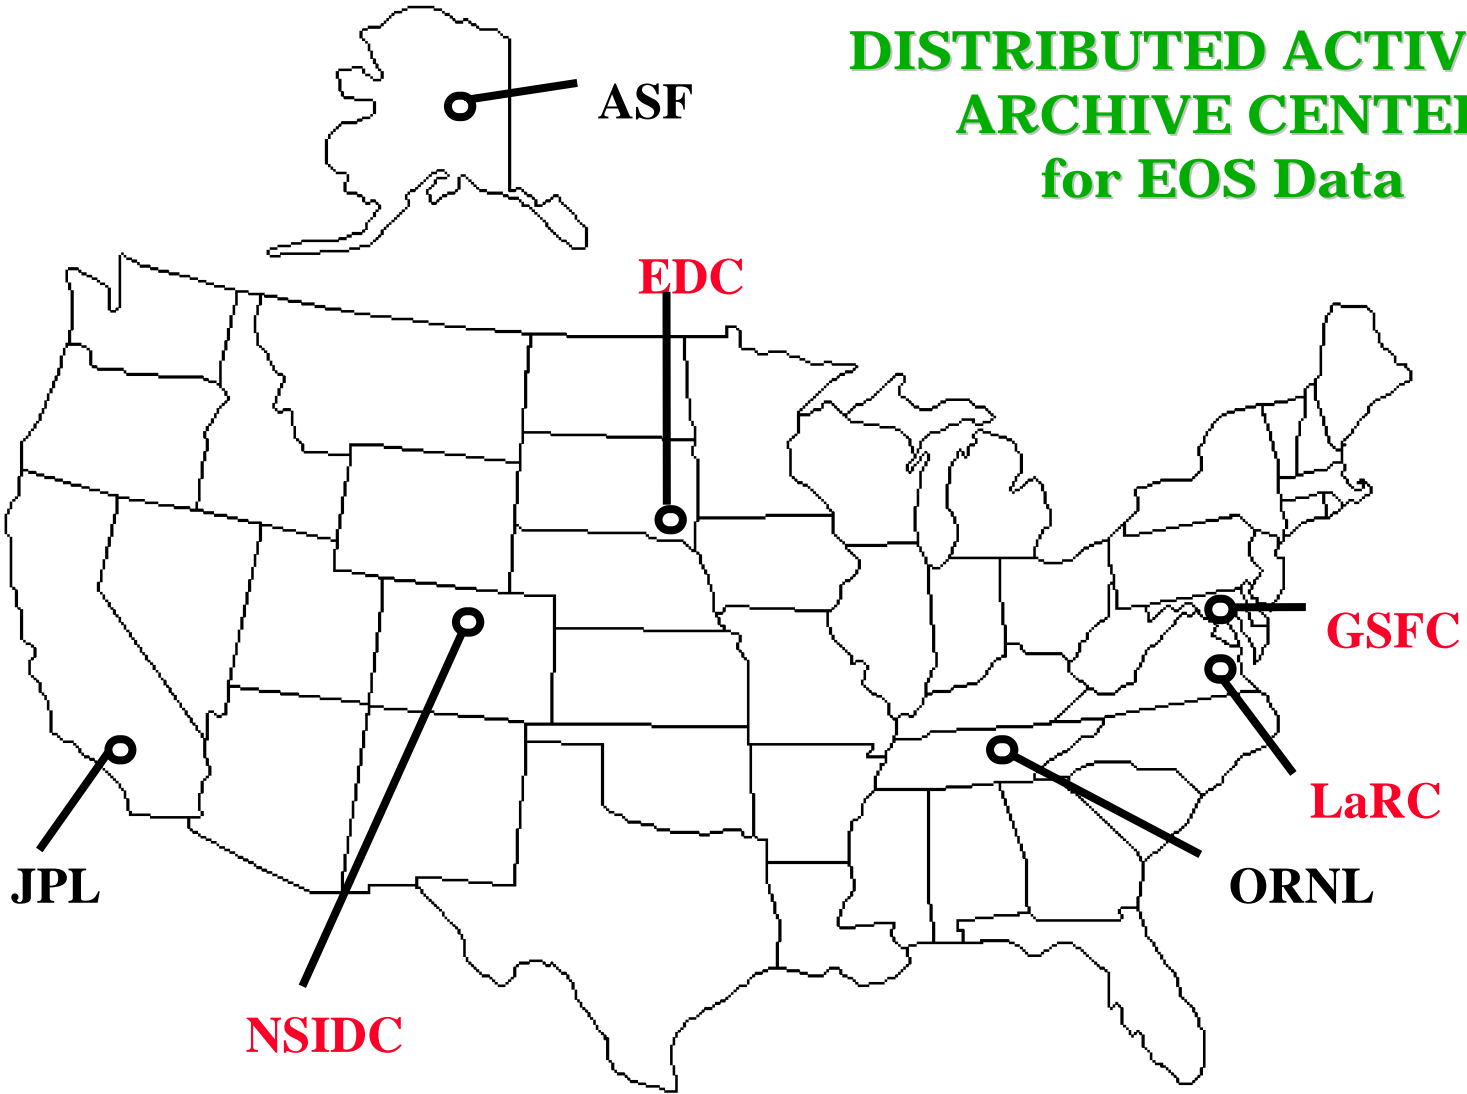 DISTRIBUTED ACTIV
ARCHIVE CENTE
for EOS Data
ASF
EDC
GSFC
LaRC
JPL
ORNL
NSIDC